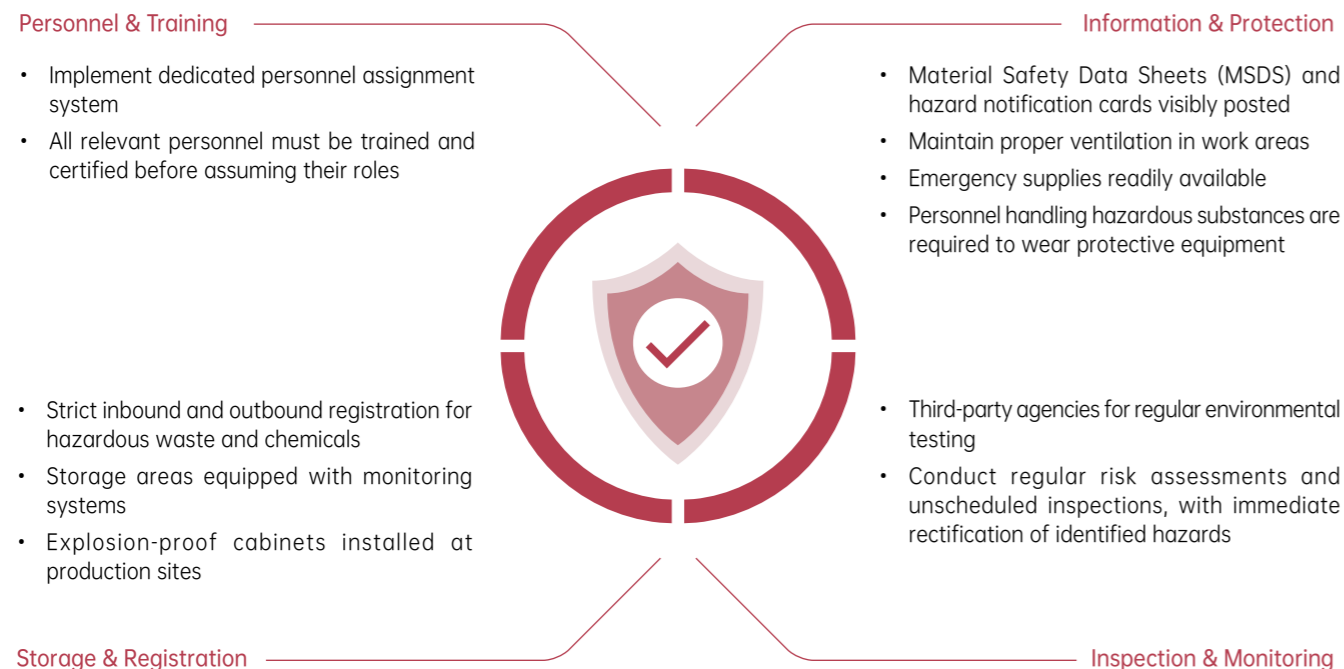 Personnel & Training
• Implement dedicated personnel assignment
system
• All relevant personnel must be trained and
certified before assuming their roles
Information & Protection
• Material Safety Data Sheets (MSDS) and
hazard notification cards visibly posted
• Maintain proper ventilation in work areas
• Emergency supplies readily available
• Personnel handling hazardous substances are
required to wear protective equipment
• Strict inbound and outbound registration for
hazardous waste and chemicals
• Storage areas equipped with monitoring
systems
• Explosion-proof cabinets installed at
production sites
Storage & Registration
• Third-party agencies for regular environmental
testing
• Conduct regular risk assessments and
unscheduled inspections, with immediate
rectification of identified hazards
Inspection & Monitoring